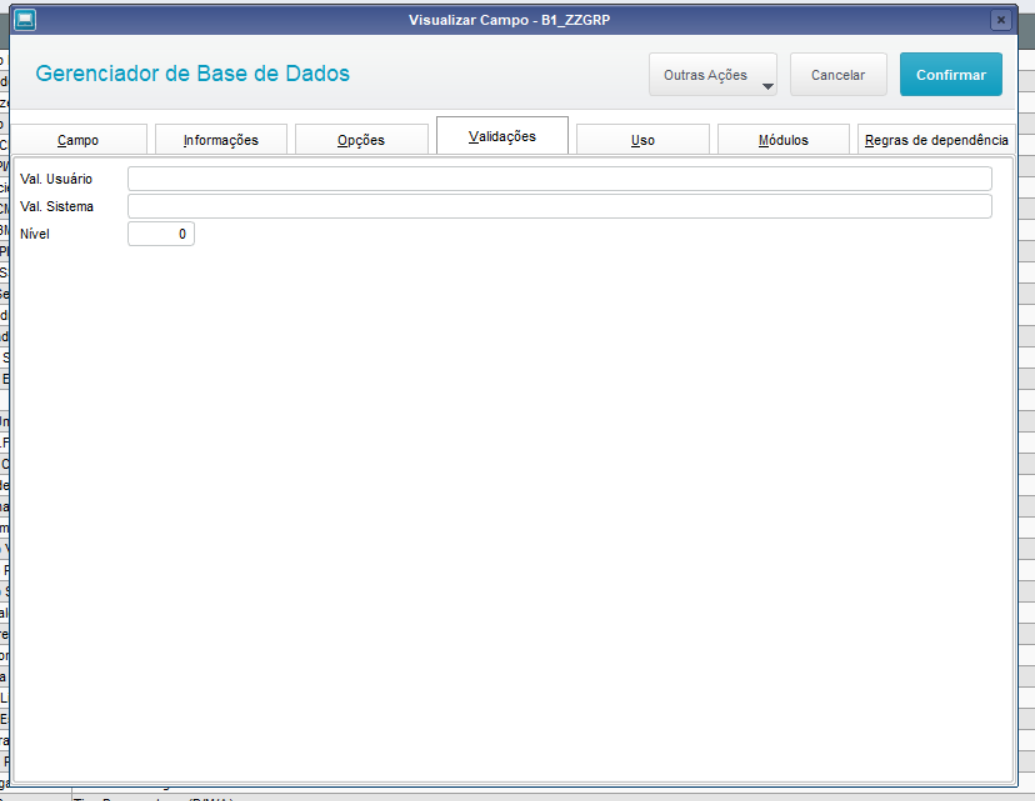 Visualizar Campo - B1_ZZGRP
Gerenciador de Base de Dados
Outras Ações
Cancelar
Confirmar
Campo
Informações
Opções
Validações
Uso
Módulos
Regras de dependência
Val. Usuário
Val. Sistema
Nível
0